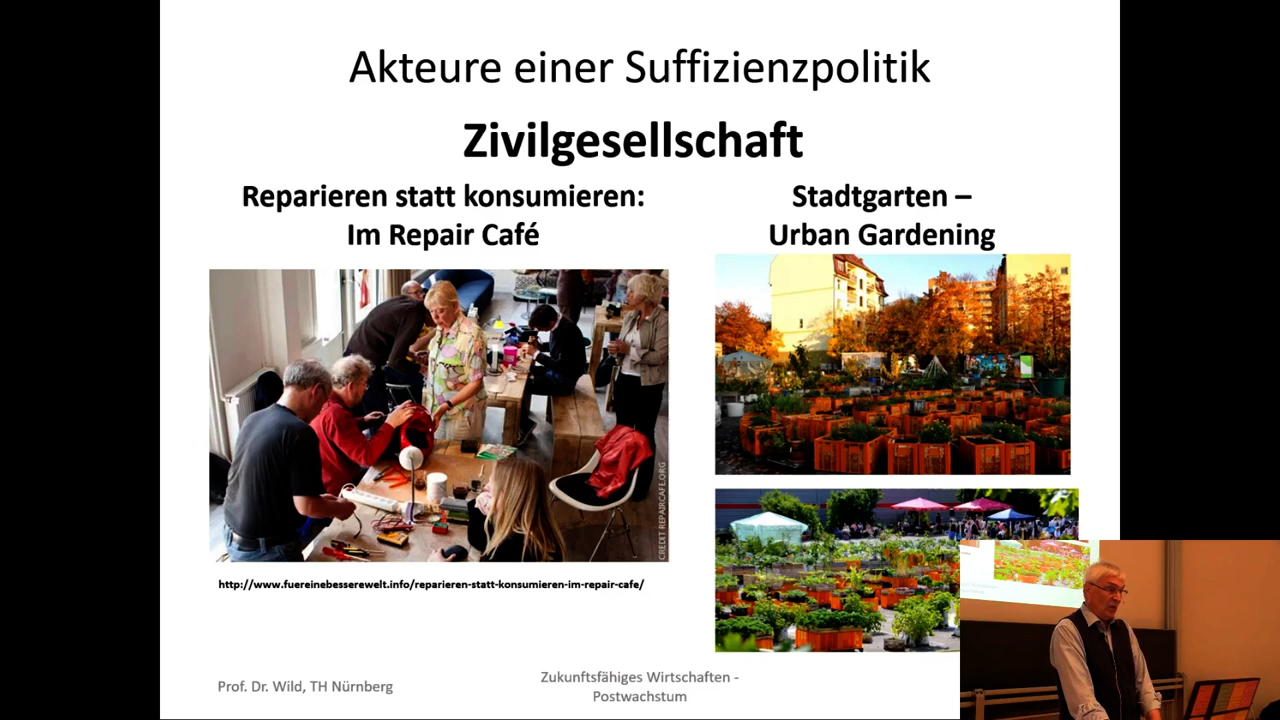 Akteure einer Suffizienzpolitik
Zivilgesellschaft
Reparieren statt konsumieren:
Im Repair Café
Stadtgarten –
Urban Gardening
CREDIT REPAIRCAFE.ORG
http://www.fuereinebesserewelt.info/reparieren-statt-konsumieren-im-repair-cafe/
Prof. Dr. Wild, TH Nürnberg
Zukunftsfähiges Wirtschaften -
Postwachstum